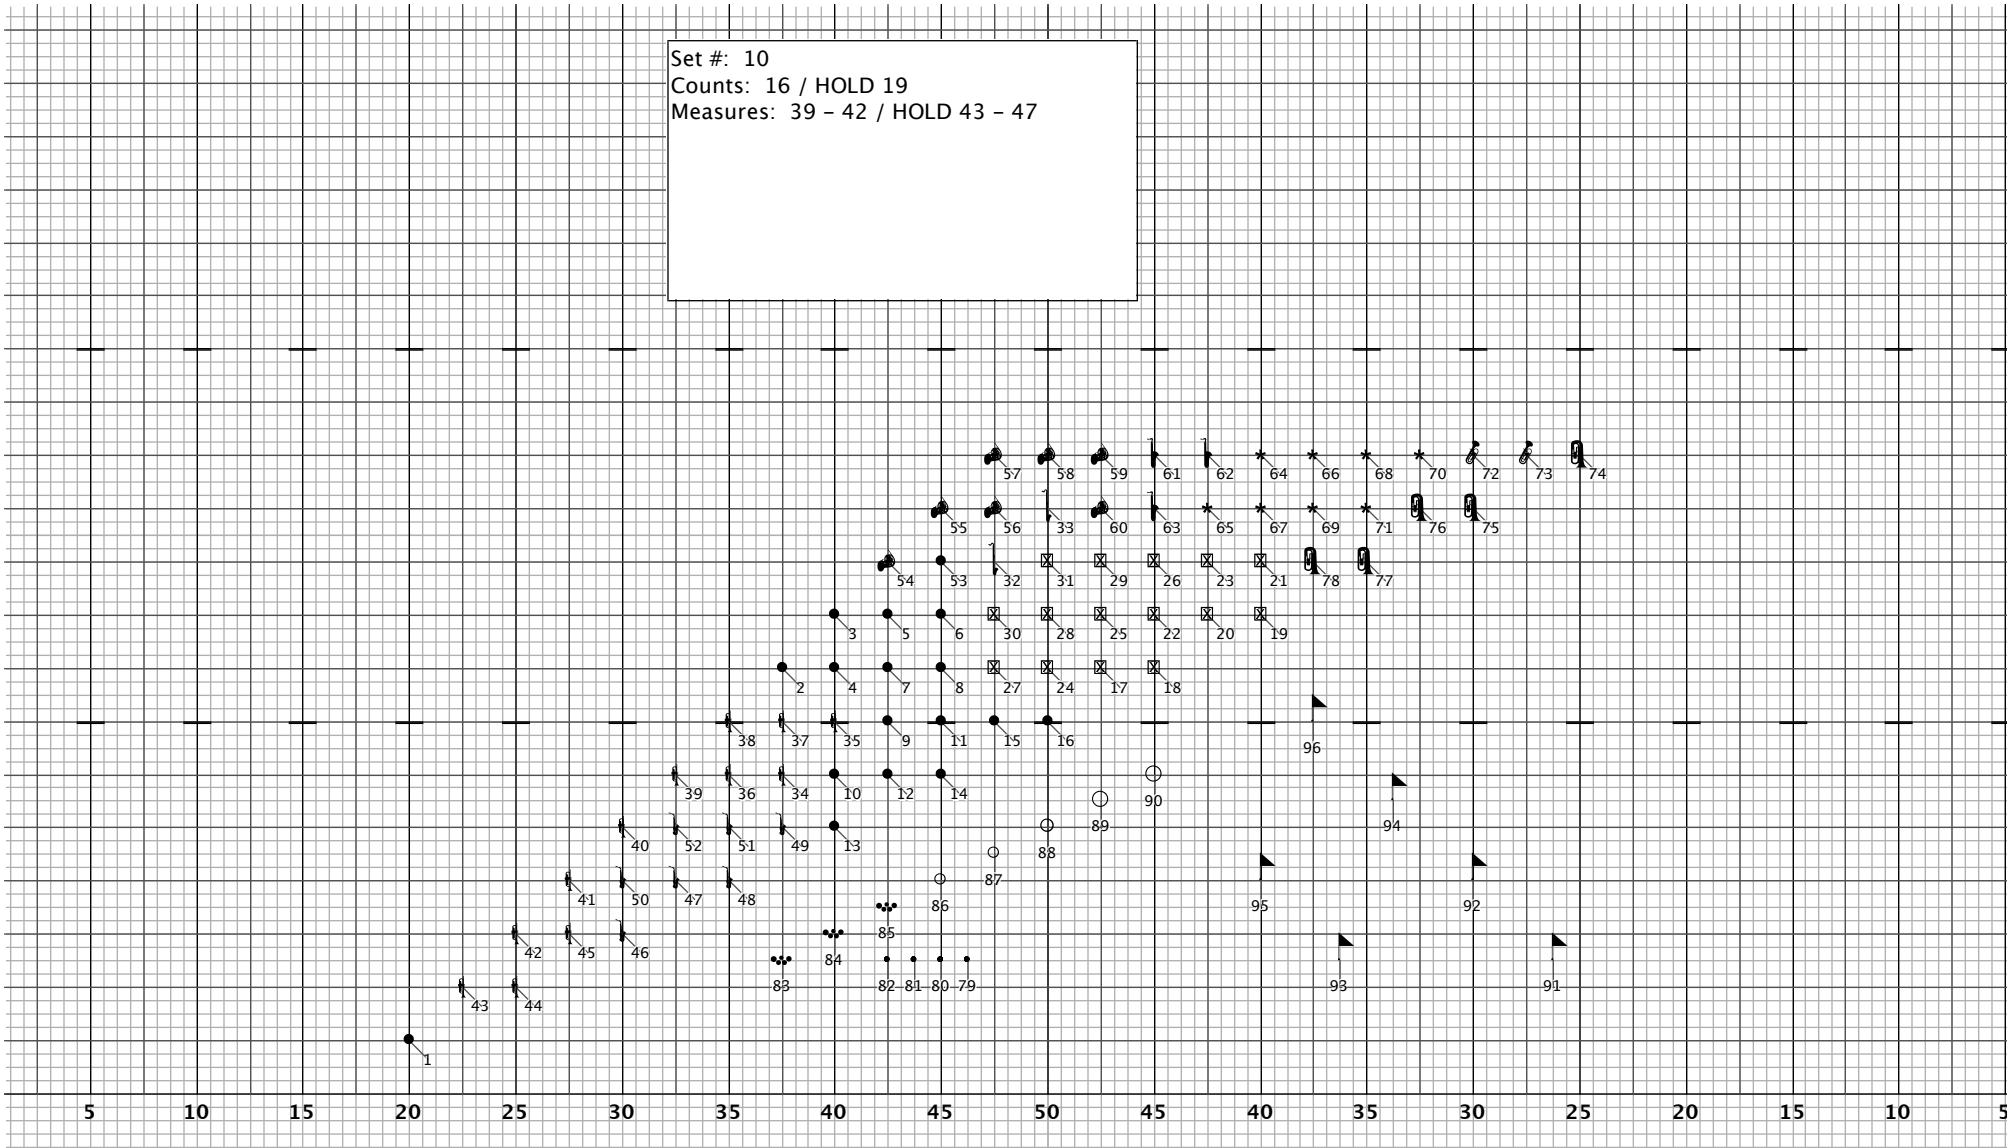 Set #: 10
Counts: 16 / HOLD 19
Measures: 39 – 42 / HOLD 43 – 47
57 58 59 61 62 64 66 68 70 72 73 74
55 56 33 60 63 65 67 69 71 76 75
54 53 32 31 29 26 23 21 78 77
3 5 6 30 28 25 22 20 19
2 4 7 8 27 24 17 18
38 37 35 9 11 15 16
96
39 36 34 10 12 14
90
40 52 51 49 13 88 89 94
87
41 50 47 48
86 95 92
85
42 45 46
84
83 82 81 80 79 93 91
43 44
1
5 10 15 20 25 30 35 40 45 50 45 40 35 30 25 20 15 10 5